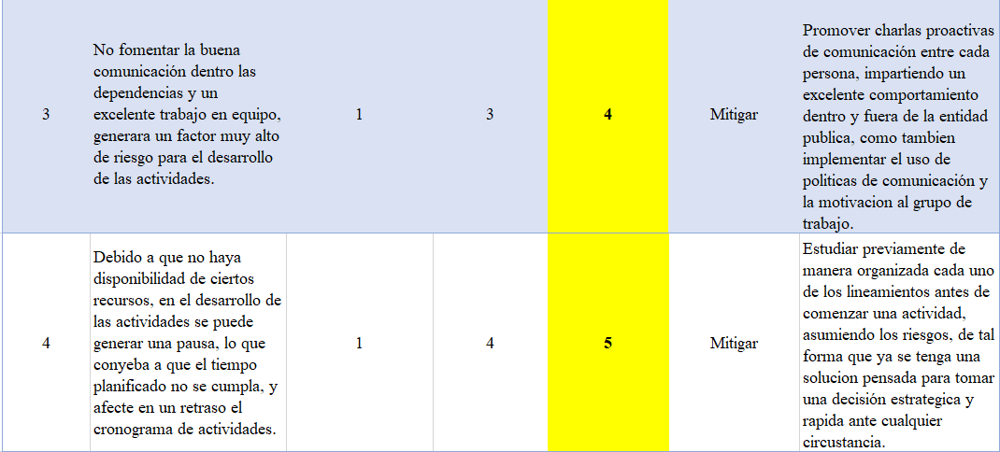 3
No fomentar la buena
comunicación dentro las
dependencias y un
excelente trabajo en equipo,
generara un factor muy alto
de riesgo para el desarrollo
de las actividades.
1
3
4
Mitigar
Promover charlas proactivas
de comunicación entre cada
persona, impartiendo un
excelente comportamiento
dentro y fuera de la entidad
publica, como tambien
implementar el uso de
politicas de comunicación y
la motivacion al grupo de
trabajo.
4
Debido a que no haya
disponibilidad de ciertos
recursos, en el desarrollo de
las actividades se puede
generar una pausa, lo que
conyeba a que el tiempo
planificado no se cumpla, y
afecte en un retraso el
cronograma de actividades.
1
4
5
Mitigar
Estudiar previamente de
manera organizada cada uno
de los lineamientos antes de
comenzar una actividad,
asumiendo los riesgos, de tal
forma que ya se tenga una
solucion pensada para tomar
una decisión estrategica y
rapida ante cualquier
circustancia.